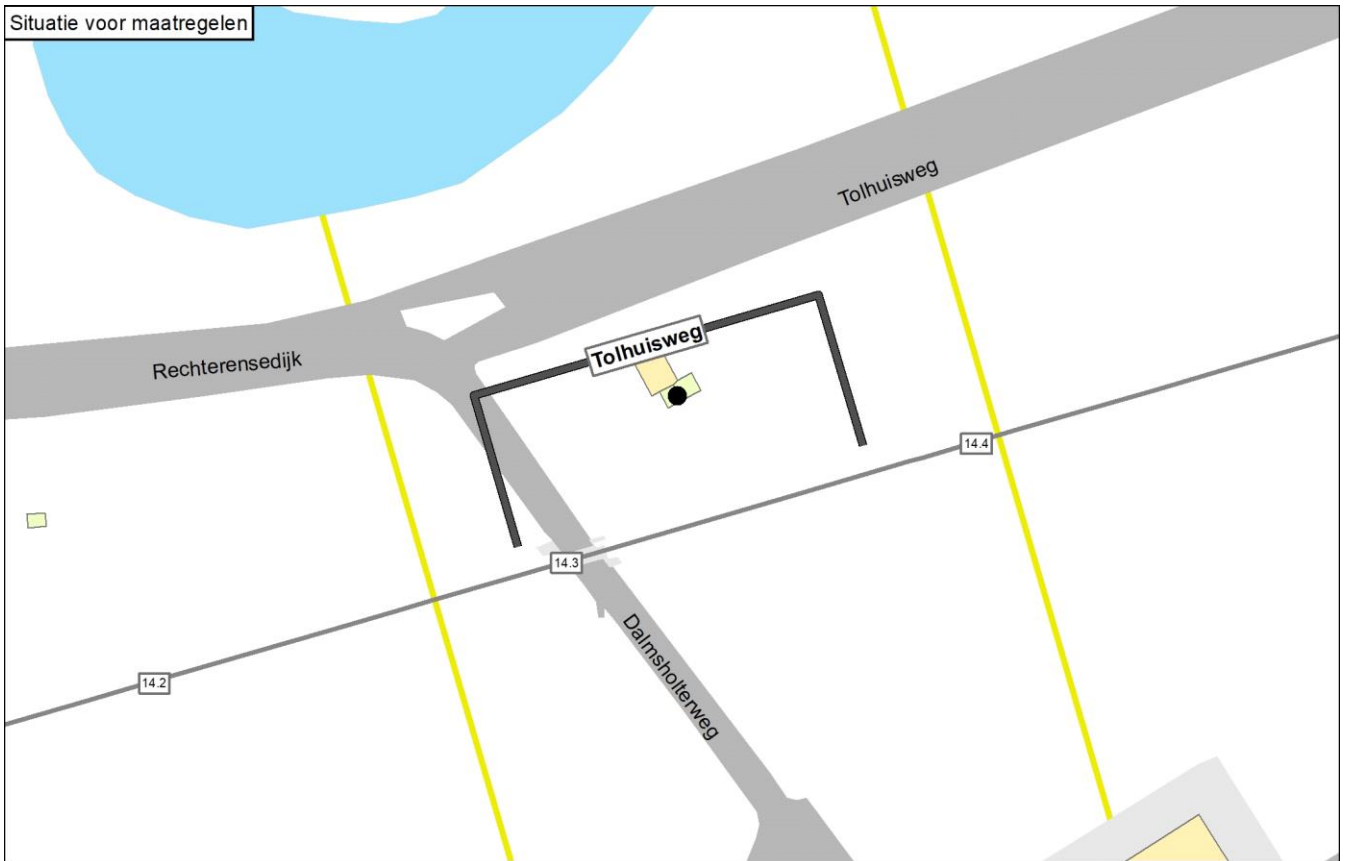 Situatie voor maatregelen
Tolhuisweg
Tolhuisweg
Rechterensedijk
14.4
14.3
Dalmsholterweg
14.2